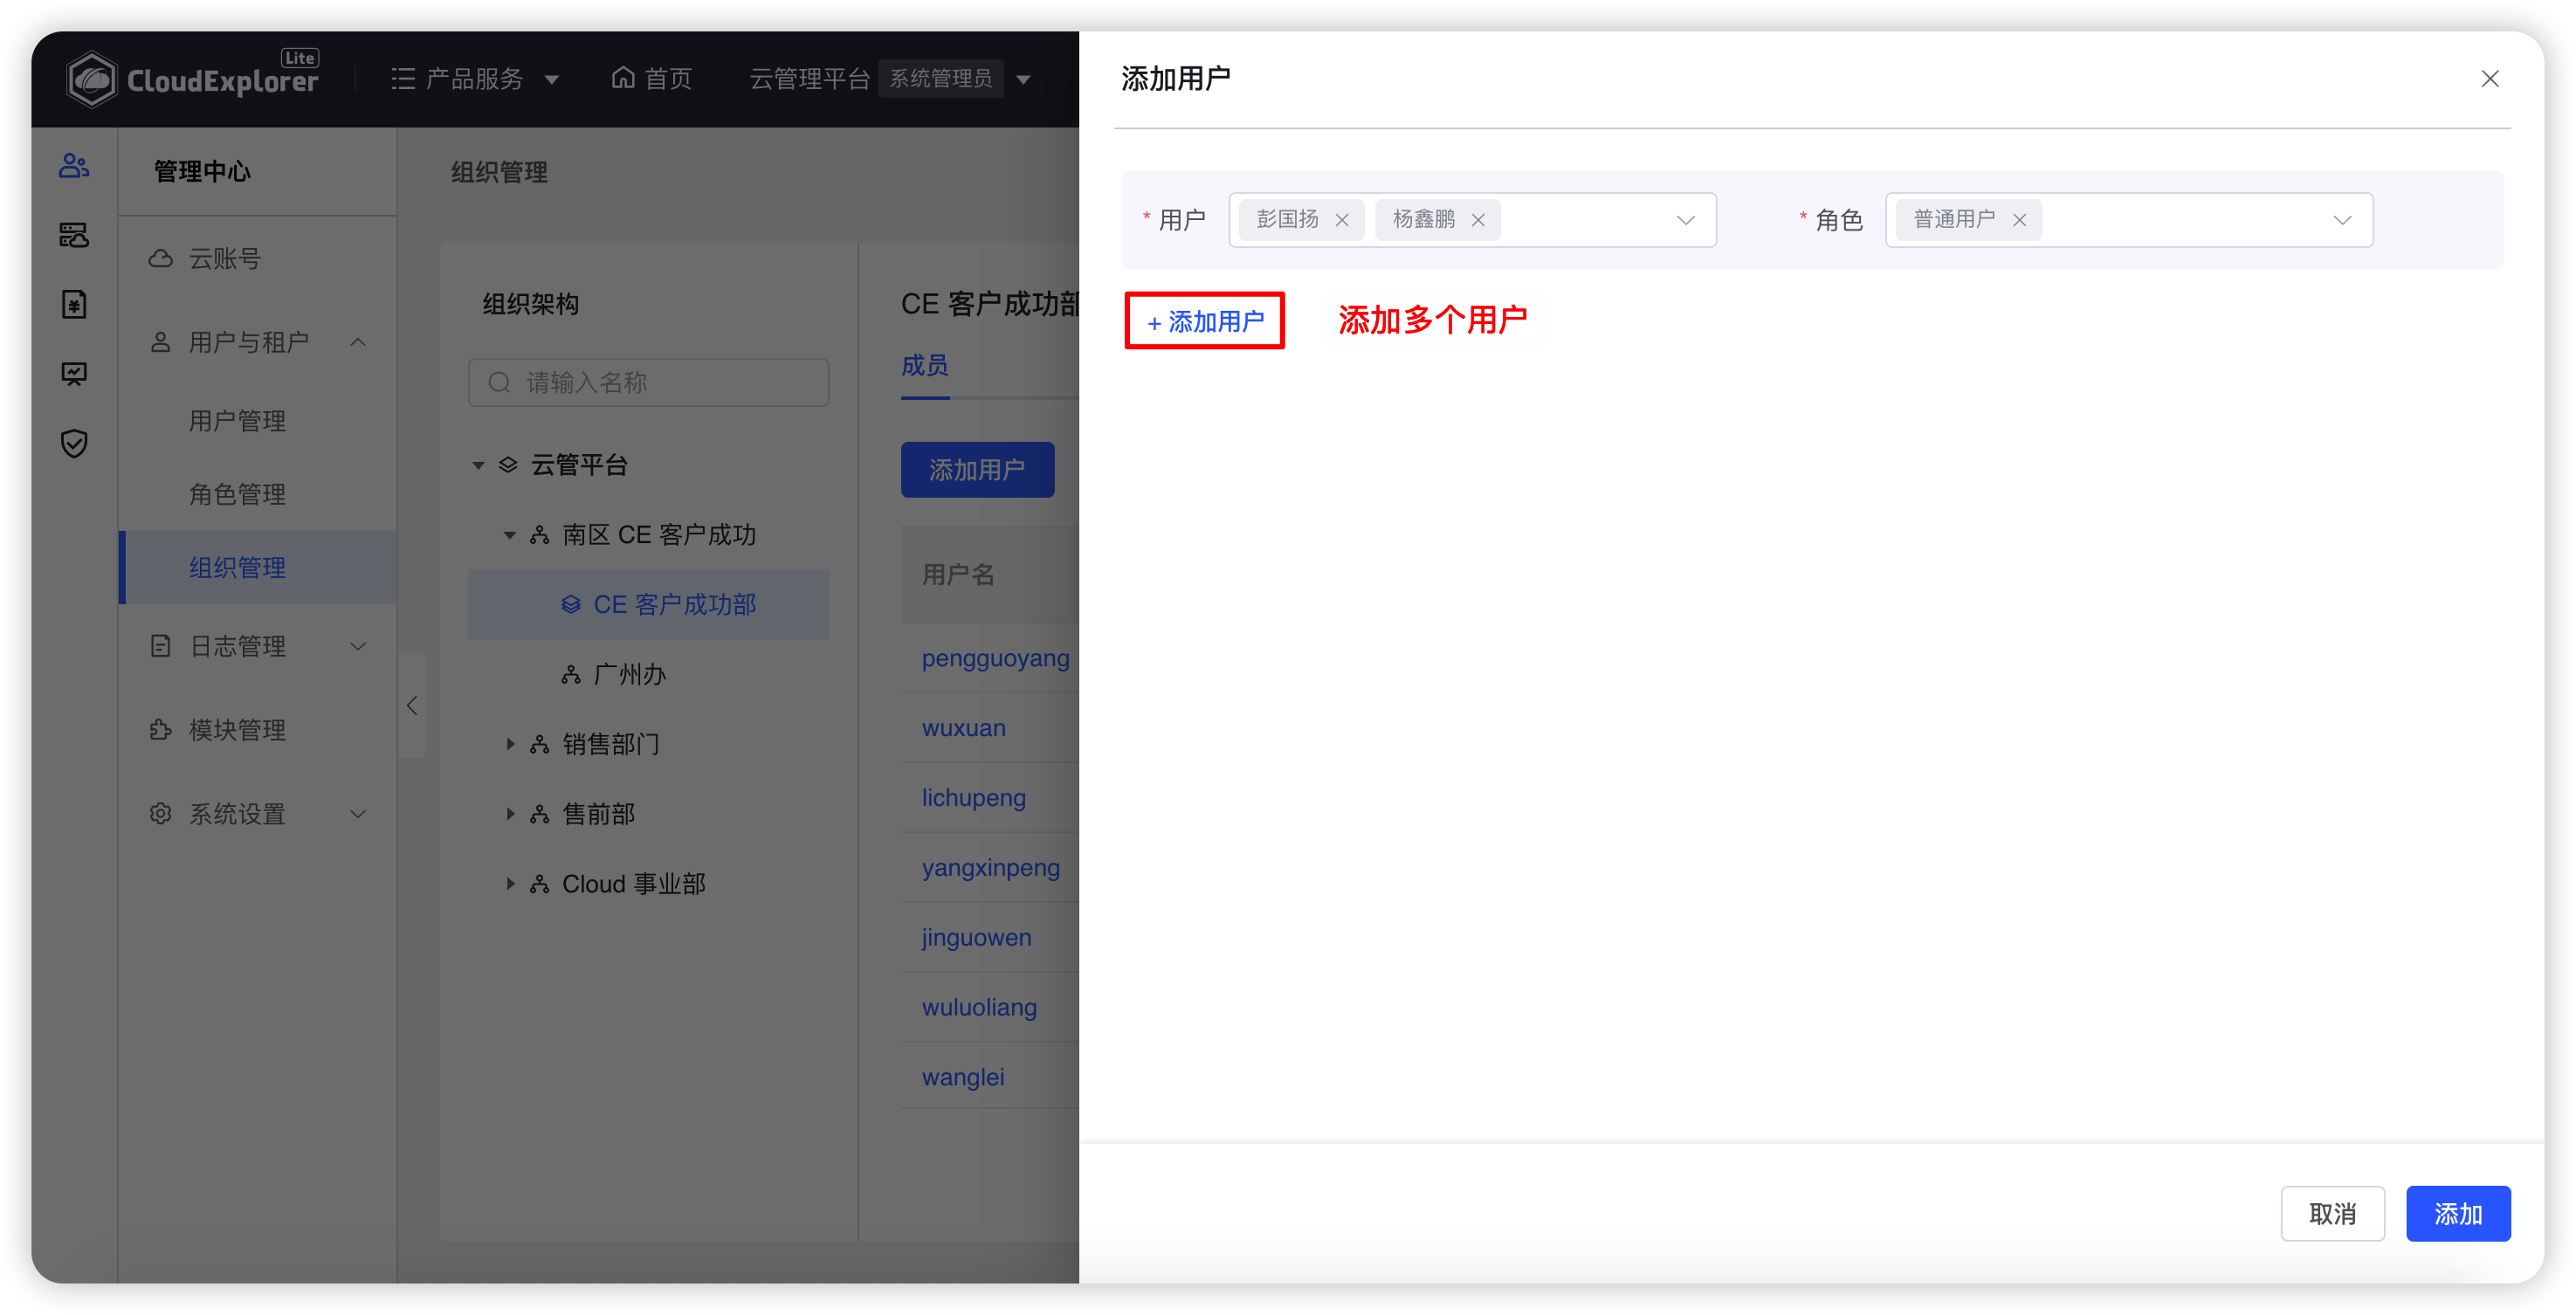 CloudExplorer Lite
产品服务
首页
云管理平台 系统管理员
管理中心
云账号
用户与租户
用户管理
角色管理
组织管理
日志管理
模块管理
系统设置
组织管理
组织架构
请输入名称
云管平台
南区 CE 客户成功
CE 客户成功部
广州办
销售部门
售前部
Cloud 事业部
CE 客户成功部
成员
添加用户
用户名
pengguoyang
wuxuan
lichupeng
yangxinpeng
jinguowen
wuluoliang
wanglei
添加用户
* 用户 彭国扬 杨鑫鹏 * 角色 普通用户
+ 添加用户 添加多个用户
取消 添加